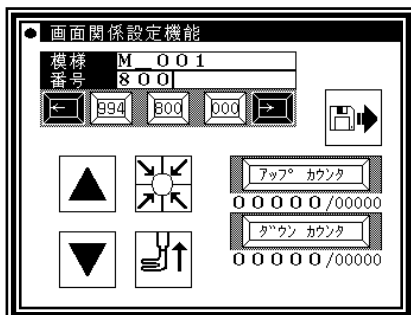 画面関係設定機能
模様 M_001
番号 800
← 994 800 000 →
アップ カウンタ
00000/00000
ダウン カウンタ
00000/00000